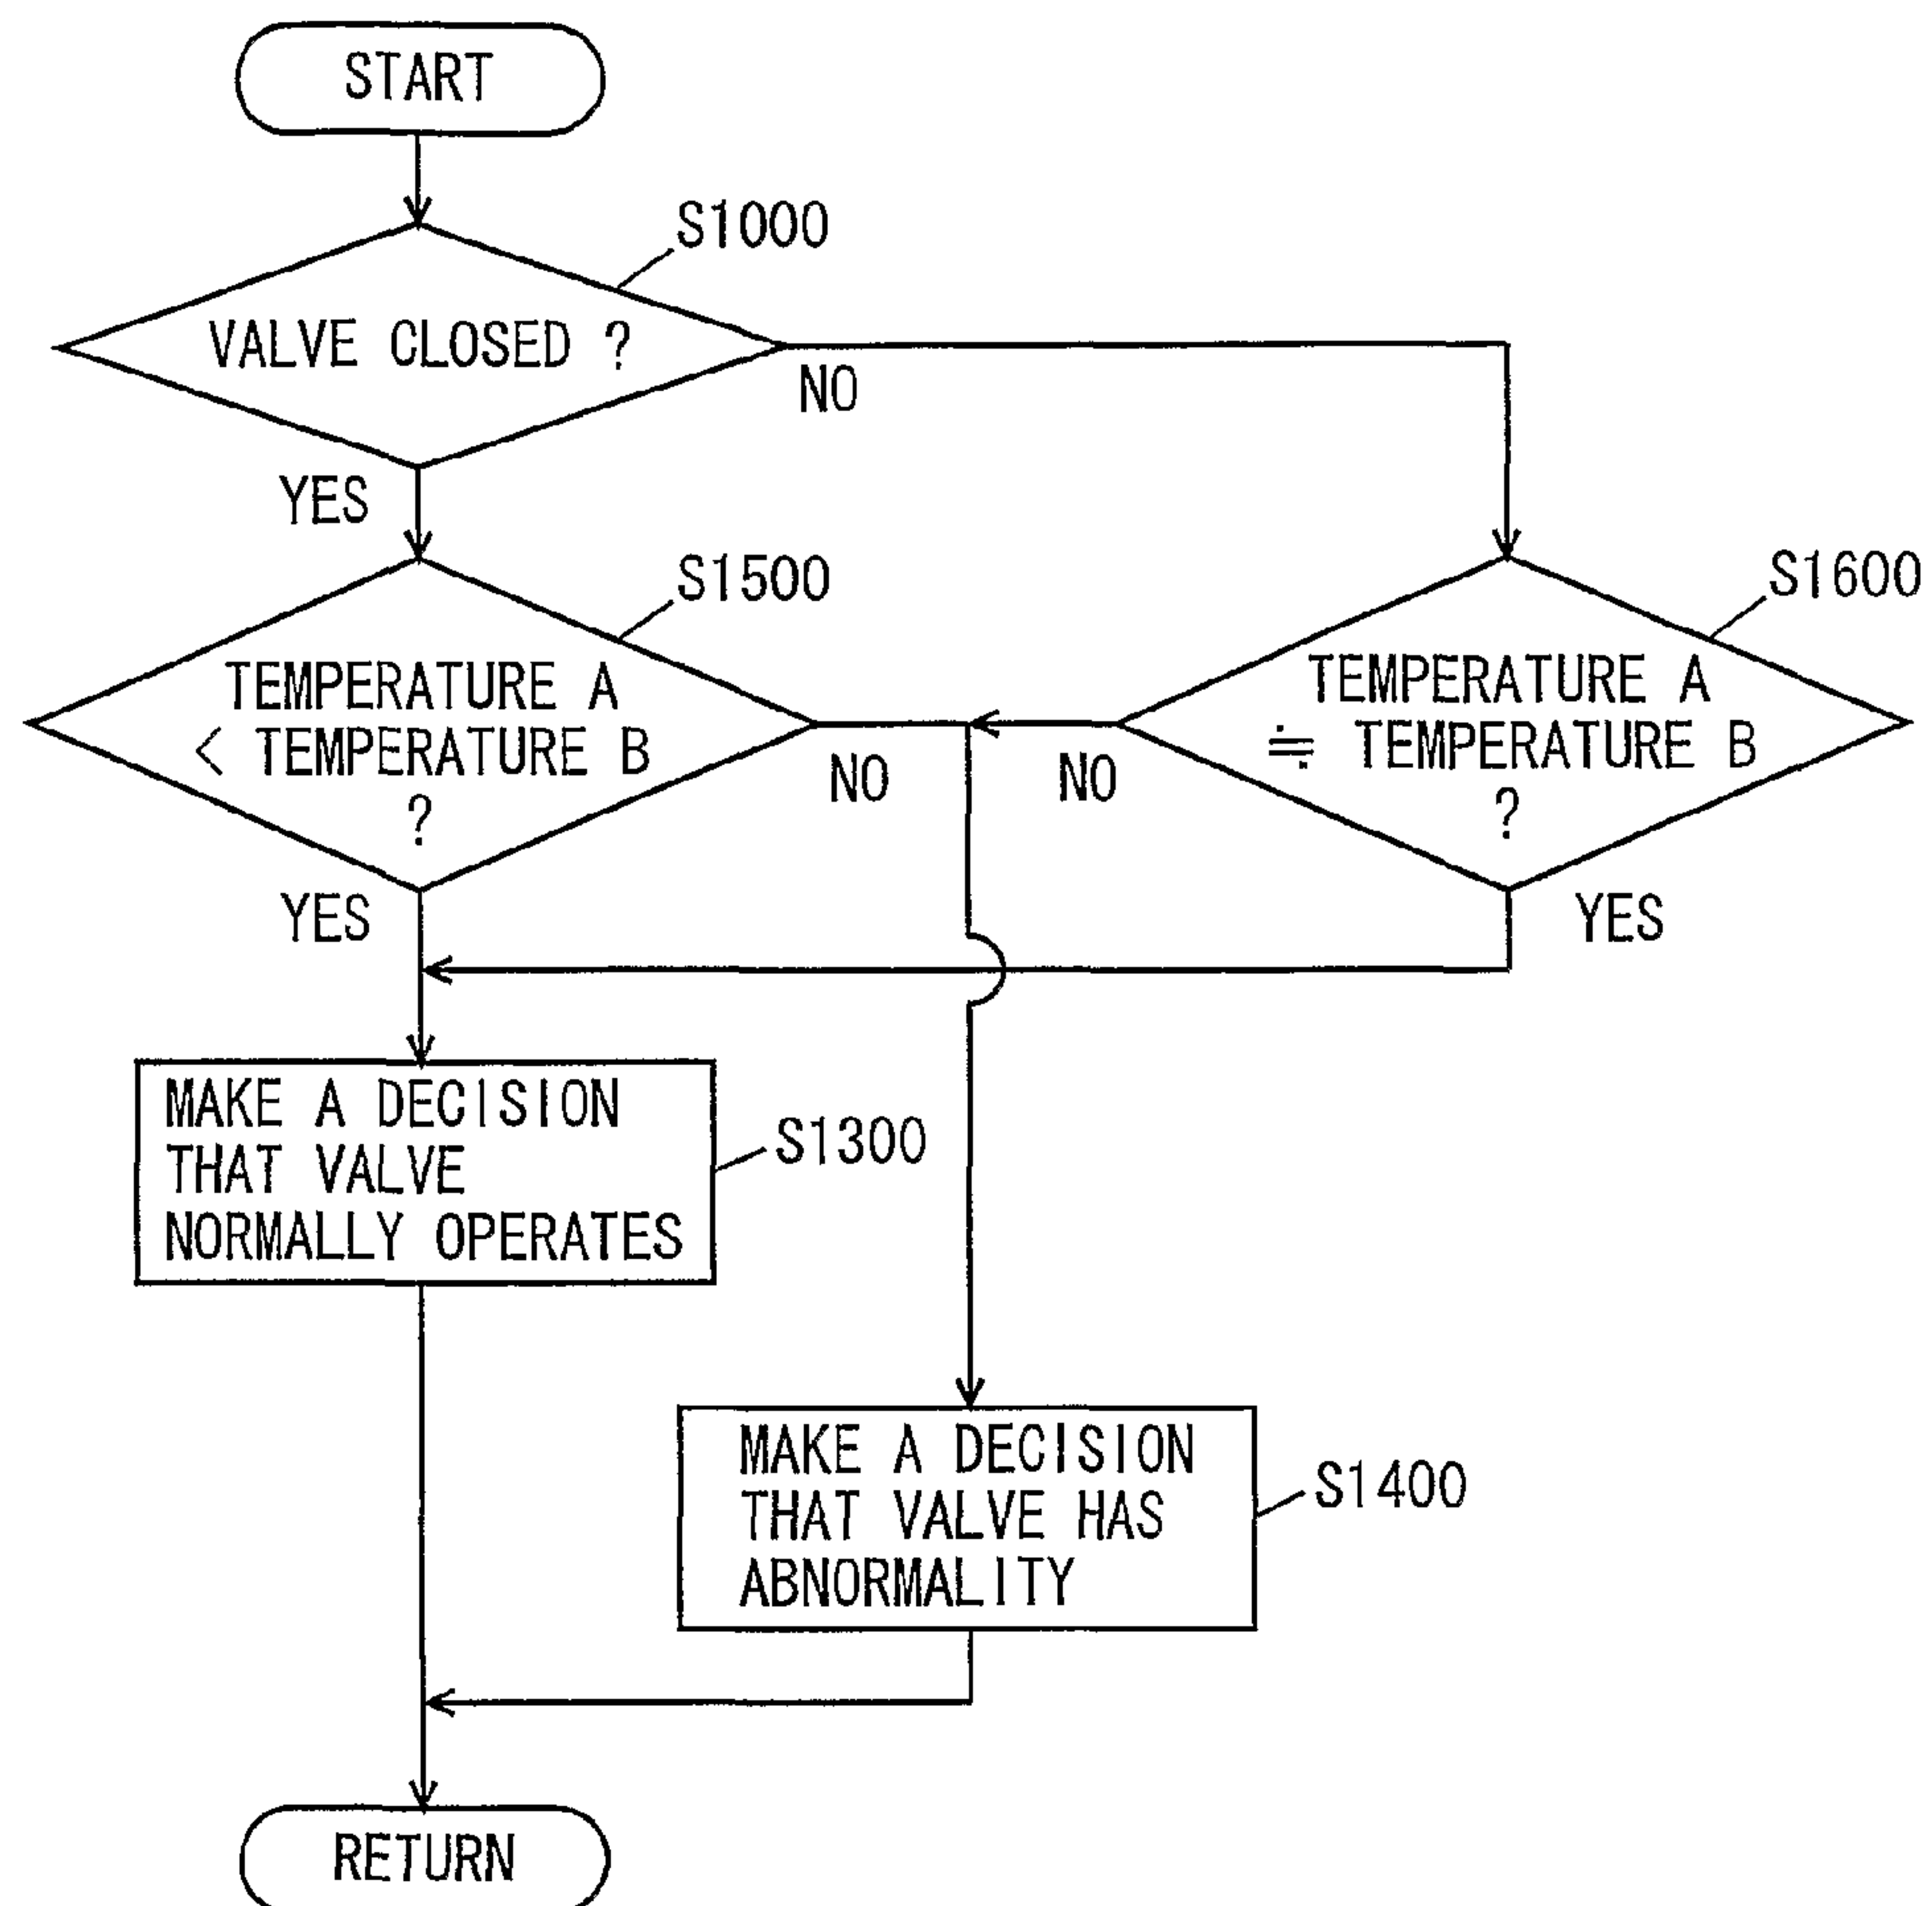 START
S1000
VALVE CLOSED ?
NO
YES
S1500
S1600
TEMPERATURE A
< TEMPERATURE B
?
TEMPERATURE A
≒ TEMPERATURE B
?
NO
NO
YES
YES
MAKE A DECISION
THAT VALVE
NORMALLY OPERATES
S1300
MAKE A DECISION
THAT VALVE HAS
ABNORMALITY
S1400
RETURN